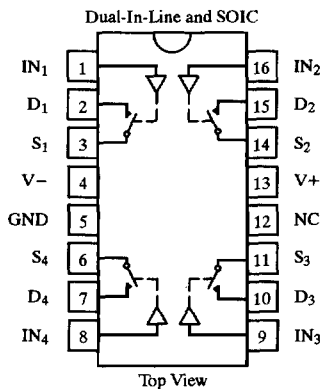 Dual-In-Line and SOIC
IN1 1 16 IN2
D1 2 15 D2
S1 3 14 S2
V− 4 13 V+
GND 5 12 NC
S4 6 11 S3
D4 7 10 D3
IN4 8 9 IN3
Top View